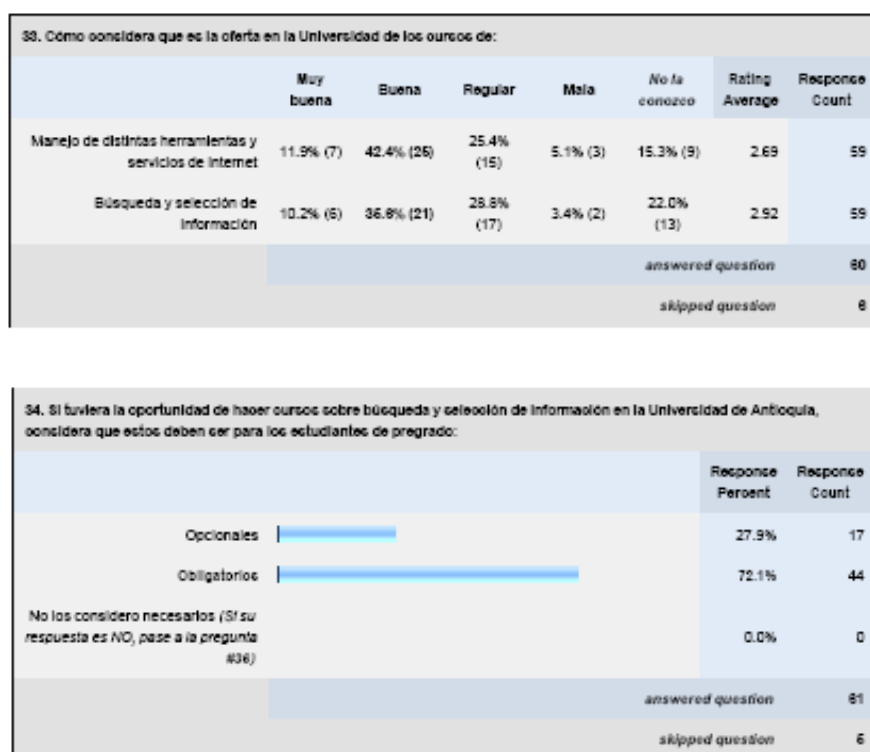 33. Cómo considera que es la oferta en la Universidad de los cursos de:
Muy buena Buena Regular Mala No la conozco Rating Average Response Count
Manejo de distintas herramientas y servicios de Internet 11.9% (7) 42.4% (25) 25.4% (15) 5.1% (3) 15.3% (9) 2.69 59
Búsqueda y selección de información 10.2% (6) 35.6% (21) 28.8% (17) 3.4% (2) 22.0% (13) 2.92 59
answered question 60
skipped question 6
34. Si tuviera la oportunidad de hacer cursos sobre búsqueda y selección de información en la Universidad de Antioquia,
considera que estos deben ser para los estudiantes de pregrado:
Response Percent Response Count
Opcionales 27.9% 17
Obligatorios 72.1% 44
No los considero necesarios (Si su
respuesta es NO, pase a la pregunta
#36) 0.0% 0
answered question 61
skipped question 5